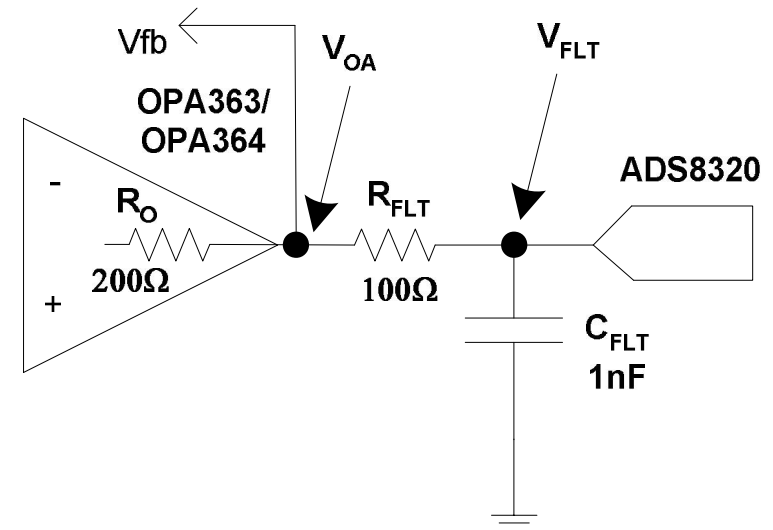 Vfb
VOA
VFLT
OPA363/
OPA364
ADS8320
-
RO
RFLT
200Ω
100Ω
+
CFLT
1nF